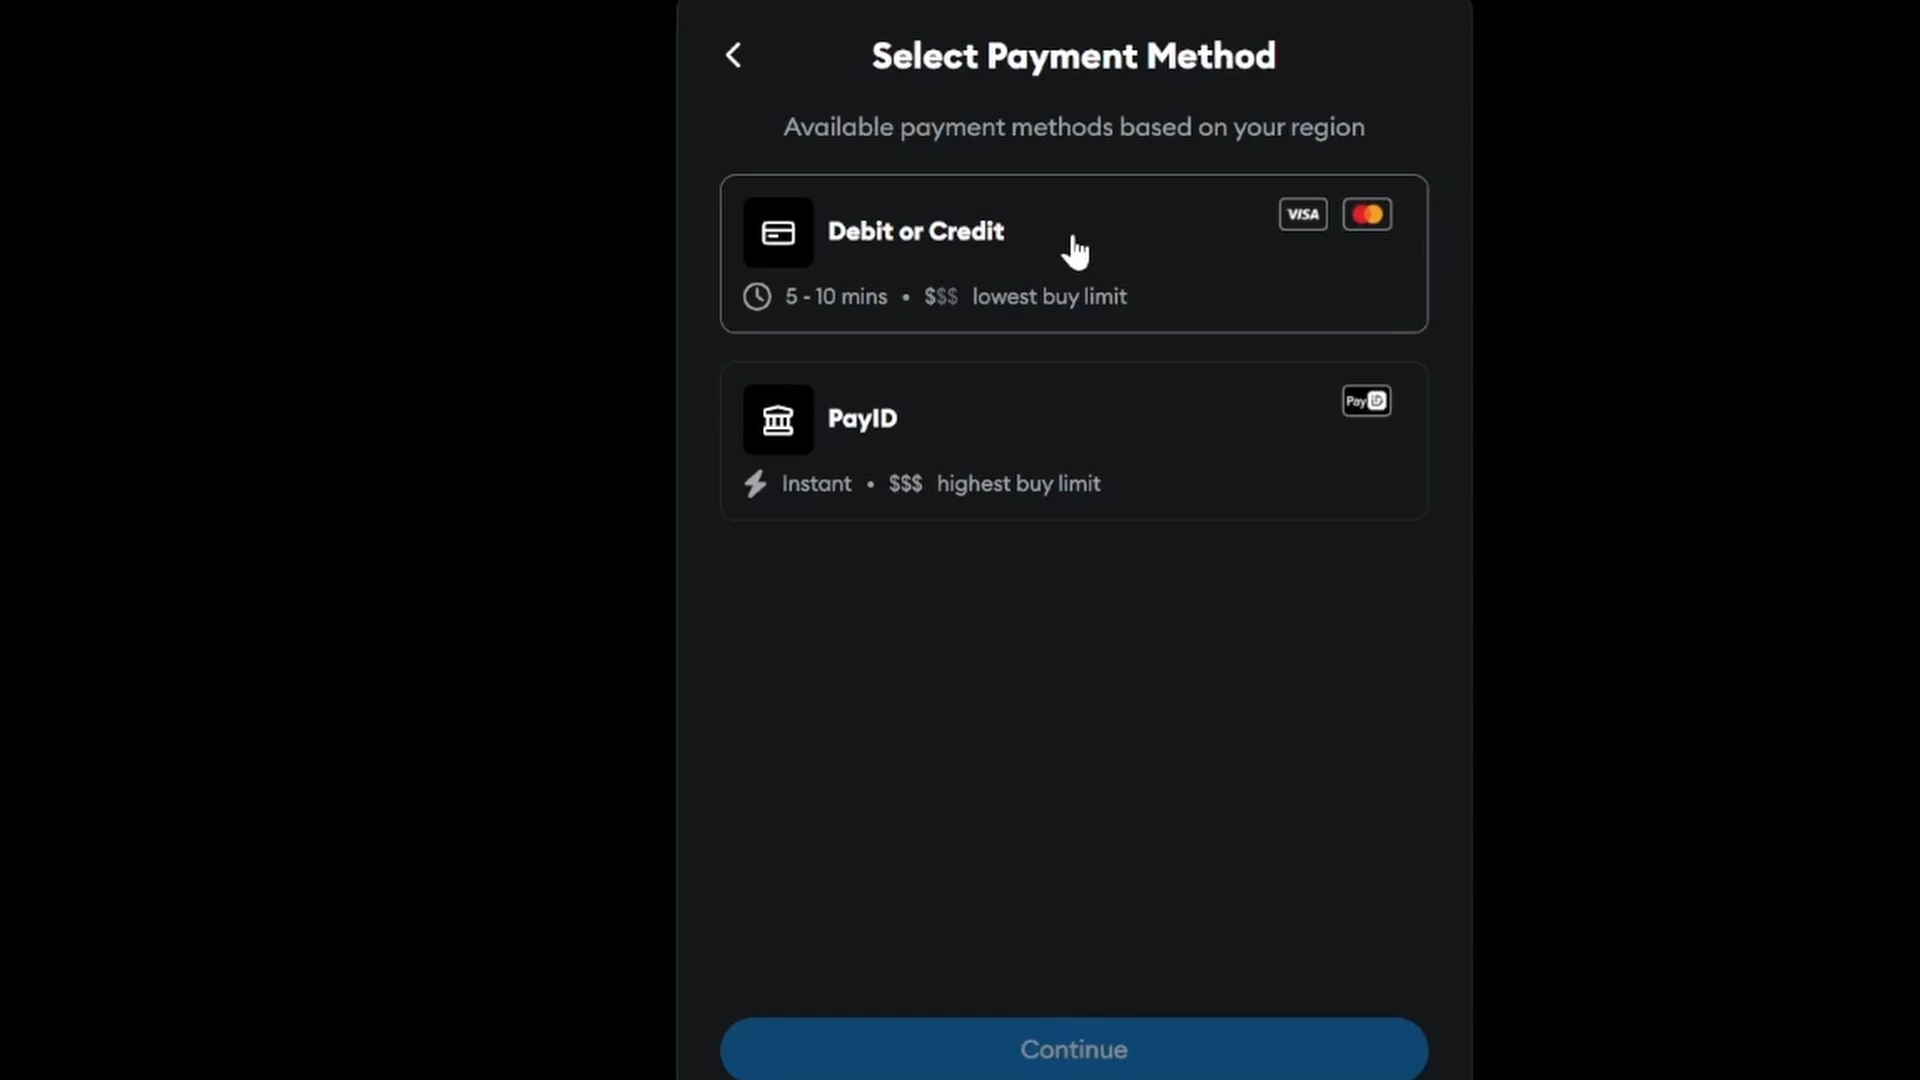 Select Payment Method
Available payment methods based on your region
Debit or Credit
VISA
5 - 10 mins • $$$ lowest buy limit
PayID
PayID
Instant • $$$ highest buy limit
Continue